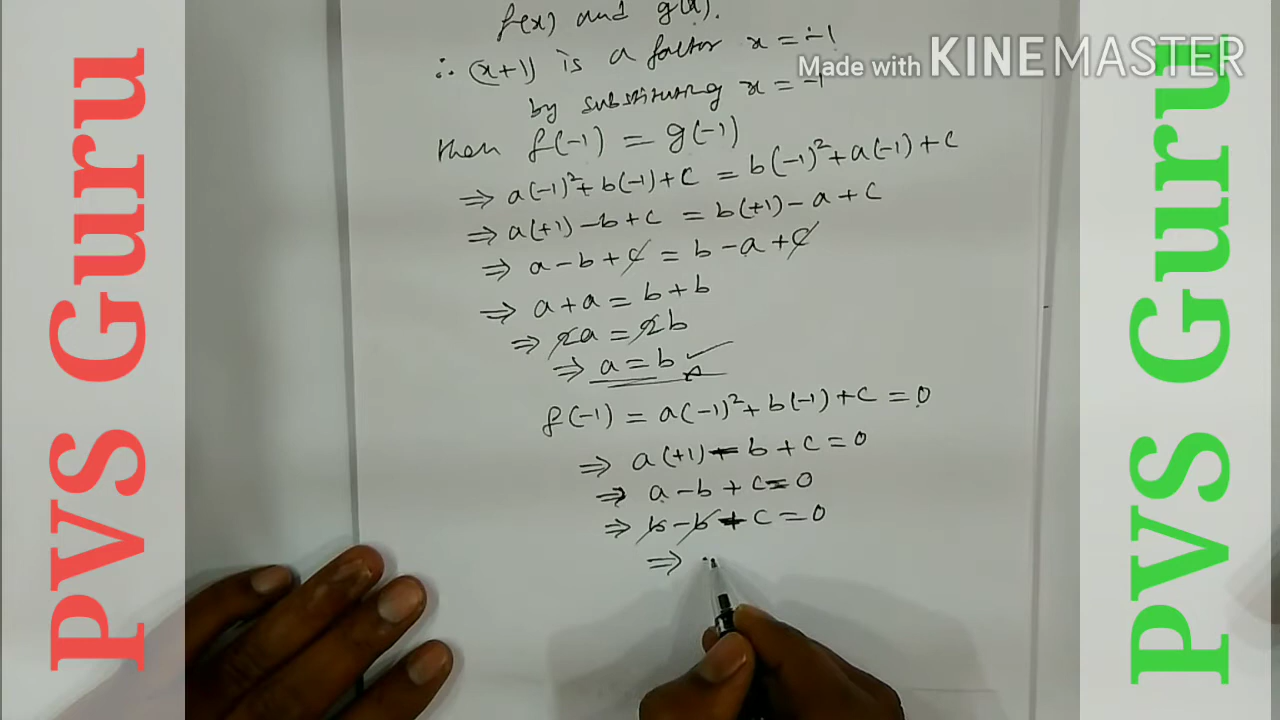 f(x) and g(x).
∴ (x+1) is a factor x = -1
by substituting x = -1
then f(-1) = g(-1)
⇒ a(-1)²+ b(-1)+c = b(-1)²+a(-1)+c
⇒ a(+1)-b+c = b(+1)-a+c
⇒ a-b+c = b-a+c
⇒ a+a = b+b
⇒ 2a = 2b
⇒ a = b
f(-1) = a(-1)²+b(-1)+c = 0
⇒ a(+1)-b+c = 0
⇒ a-b+c = 0
⇒ b-b+c = 0
⇒
Made with KINEMASTER
PVS Guru
PVS Guru